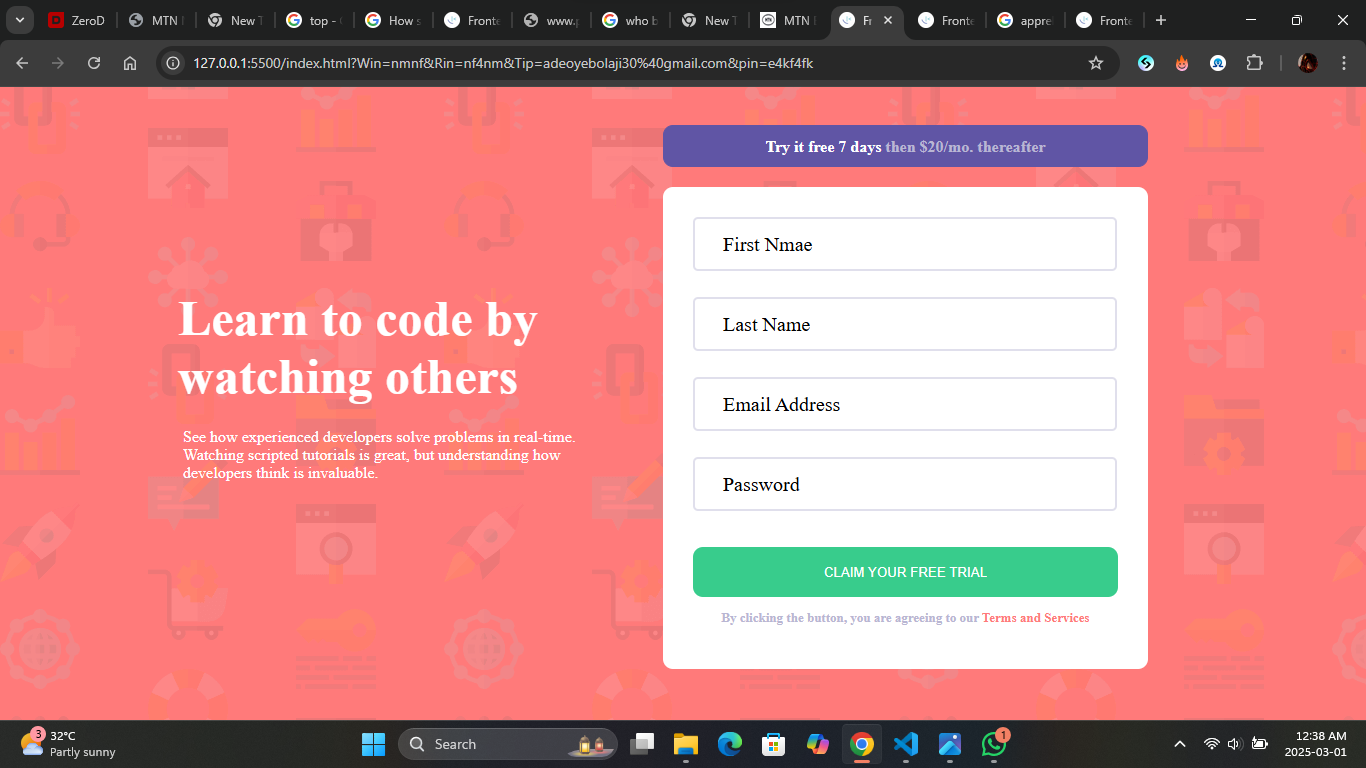 ZeroD
MTN
New T
top - G
How s
Fronte
www.p
who b
New T
MTN
Fr
Fronte
appre
Fronte
127.0.0.1:5500/index.html?Win=nmnf&Rin=nf4nm&Tip=adeoyebolaji30%40gmail.com&pin=e4kf4fk
Try it free 7 days then $20/mo. thereafter
Learn to code by
watching others
See how experienced developers solve problems in real-time.
Watching scripted tutorials is great, but understanding how
developers think is invaluable.
First Nmae
Last Name
Email Address
Password
CLAIM YOUR FREE TRIAL
By clicking the button, you are agreeing to our Terms and Services
3
32°C
Partly sunny
Search
1
12:38 AM
2025-03-01